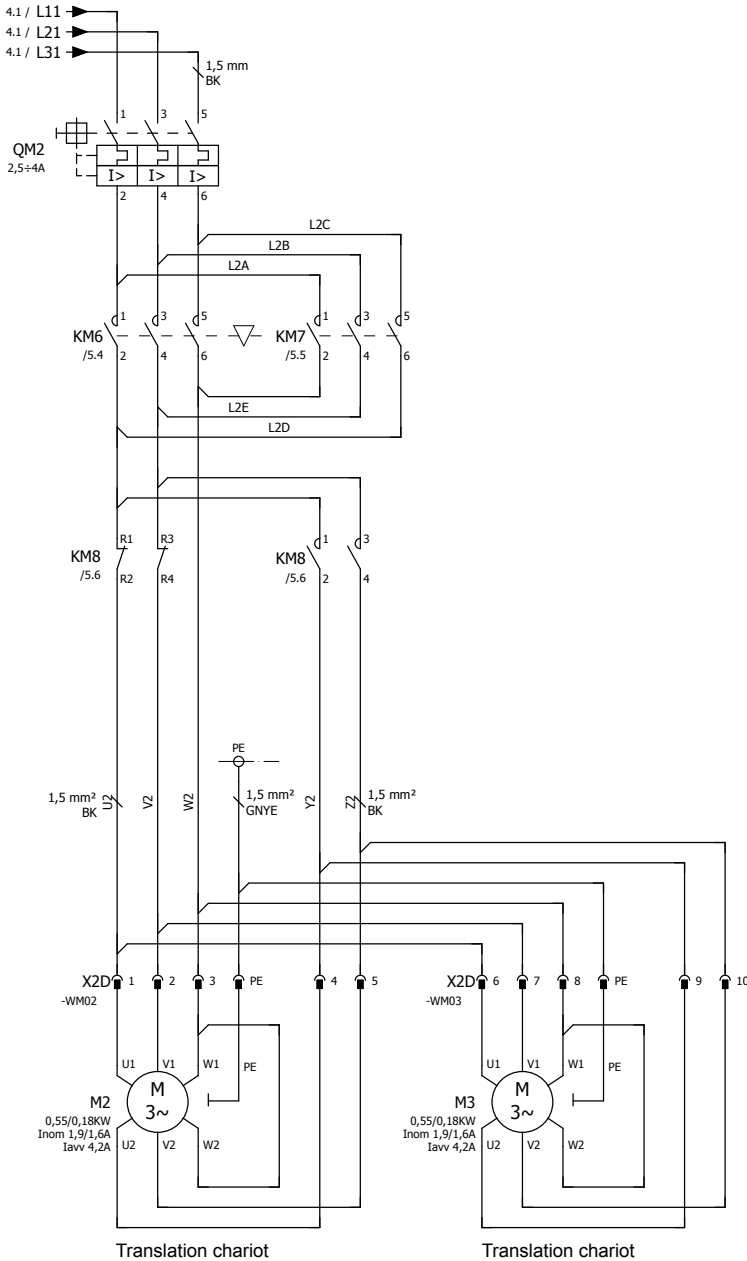 4.1 / L11
4.1 / L21
4.1 / L31
1,5 mm
BK
1 3 5
QM2
2,5÷4A
I> I> I>
2 4 6
L2C
L2B
L2A
1 3 5 1 3 5
KM6 KM7
/5.4 /5.5
2 4 6 2 4 6
L2E
L2D
R1 R3 1 3
KM8 KM8
/5.6 /5.6
R2 R4 2 4
PE
1,5 mm²
BK
U2
V2
W2
1,5 mm²
GNYE
Y2
Z2
1,5 mm²
BK
X2D 1 2 3 PE 4 5 X2D 6 7 8 PE 9 10
-WM02 -WM03
U1 V1 W1 PE U1 V1 W1 PE
M2 M 3~ M3 M 3~
0,55/0,18KW 0,55/0,18KW
Inom 1,9/1,6A Inom 1,9/1,6A
Iavv 4,2A Iavv 4,2A
U2 V2 W2 U2 V2 W2
Translation chariot Translation chariot